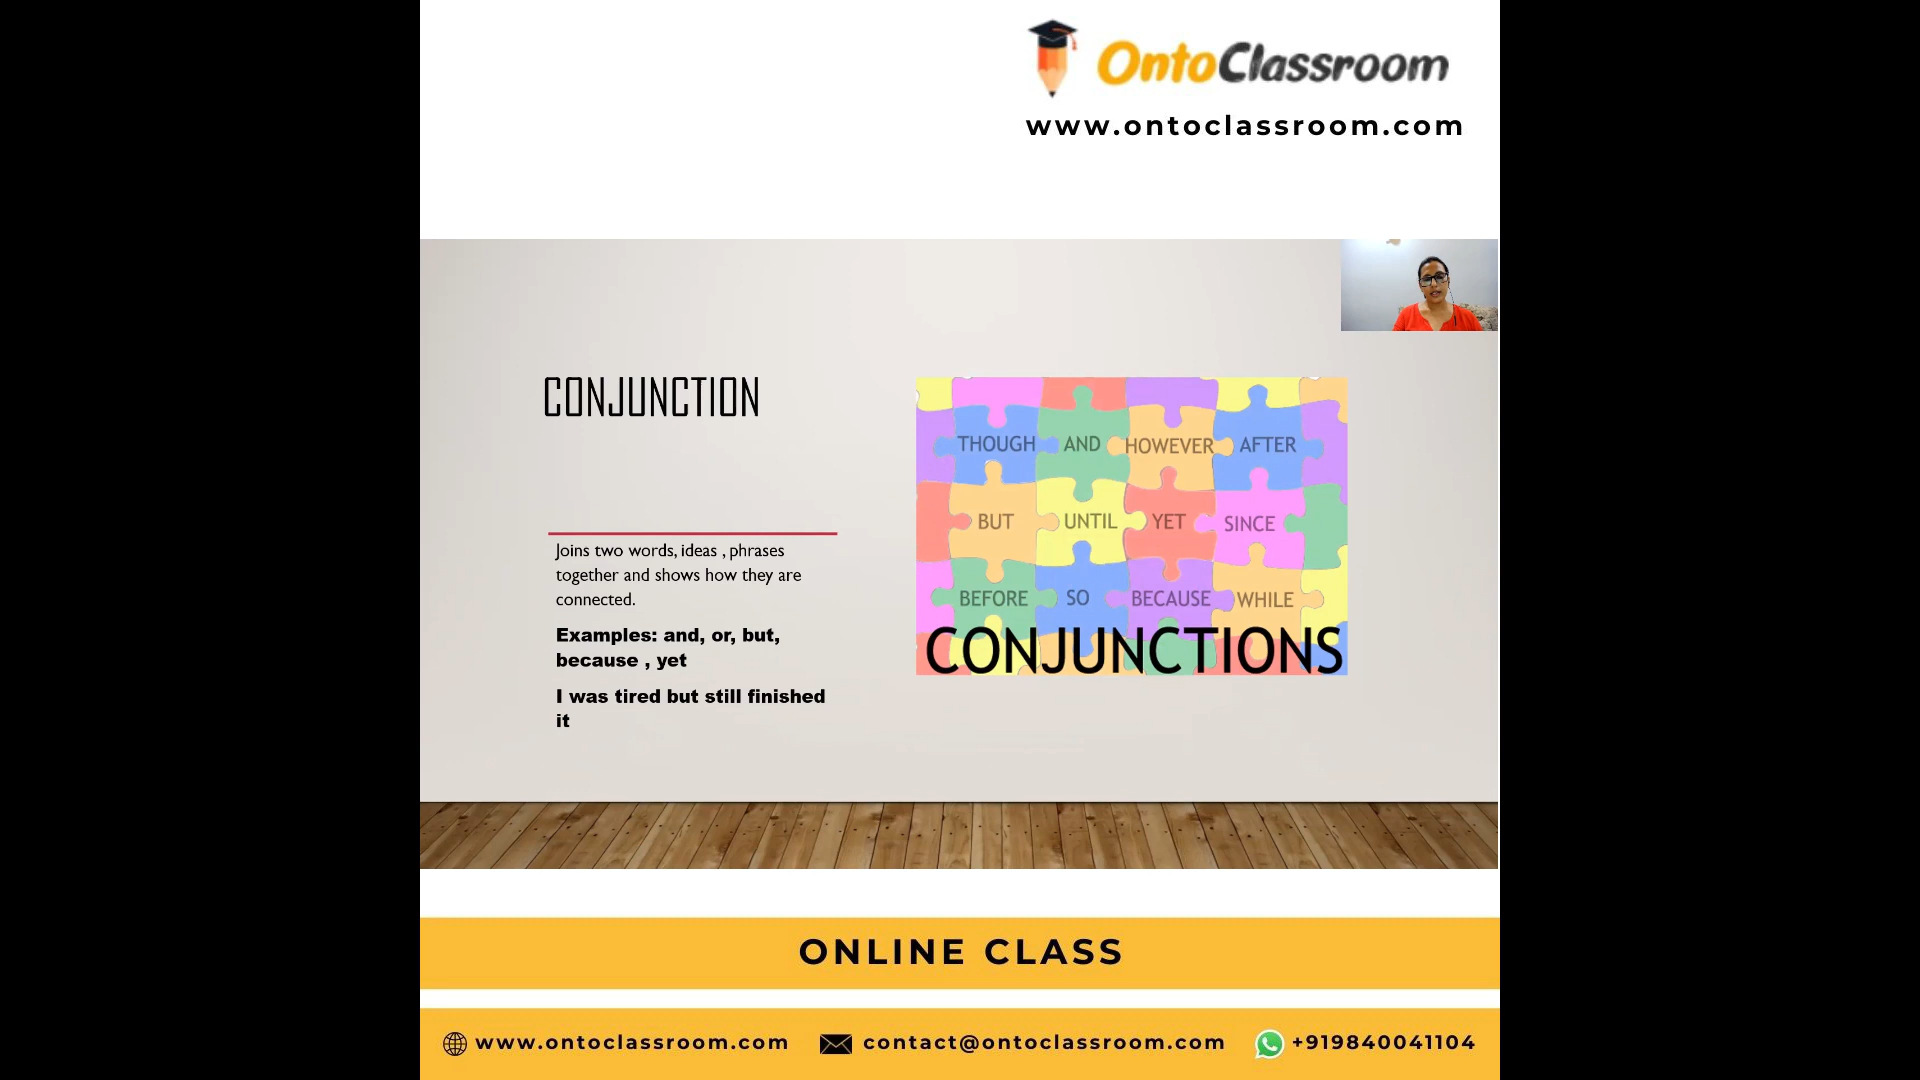 OntoClassroom
www.ontoclassroom.com
CONJUNCTION
Joins two words, ideas , phrases
together and shows how they are
connected.
Examples: and, or, but,
because , yet
I was tired but still finished
it
THOUGH AND HOWEVER AFTER
BUT UNTIL YET SINCE
BEFORE SO BECAUSE WHILE
CONJUNCTIONS
ONLINE CLASS
www.ontoclassroom.com contact@ontoclassroom.com +919840041104